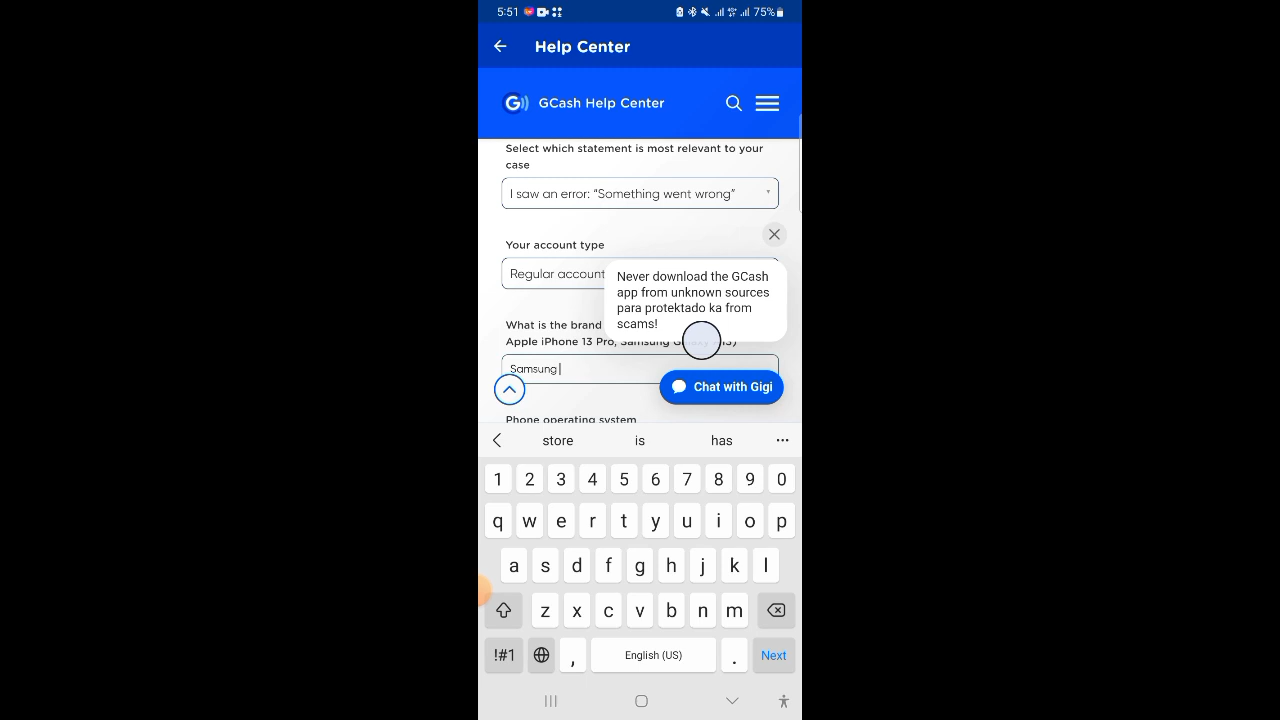 5:51
75%
Help Center
G
GCash Help Center
Select which statement is most relevant to your
case
I saw an error: “Something went wrong”
Your account type
Regular account
Never download the GCash
app from unknown sources
para protektado ka from
scams!
What is the brand
Apple iPhone 13 Pro, Samsung
Samsung
Chat with Gigi
Phone operating system
store is has
1 2 3 4 5 6 7 8 9 0
q w e r t y u i o p
a s d f g h j k l
z x c v b n m
!#1 , English (US) . Next